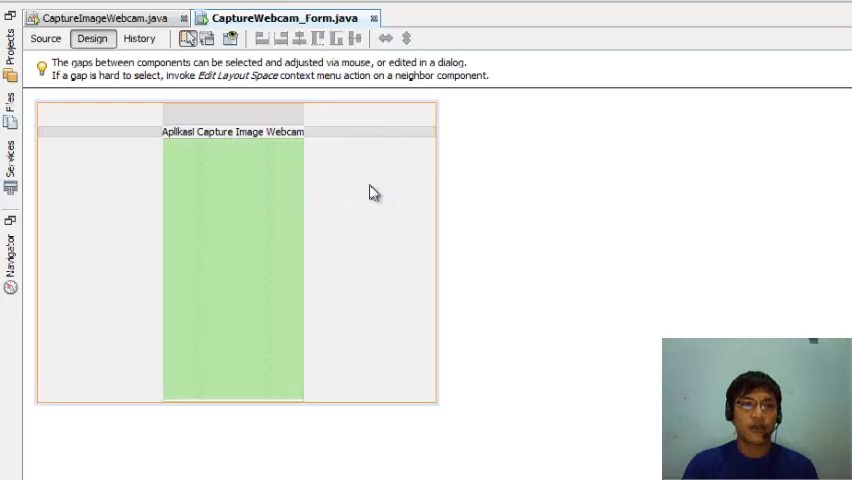 CaptureImageWebcam.java
CaptureWebcam_Form.java
Source
Design
History
The gaps between components can be selected and adjusted via mouse, or edited in a dialog.
If a gap is hard to select, invoke Edit Layout Space context menu action on a neighbor component.
Projects
Files
Services
Navigator
Aplikasi Capture Image Webcam